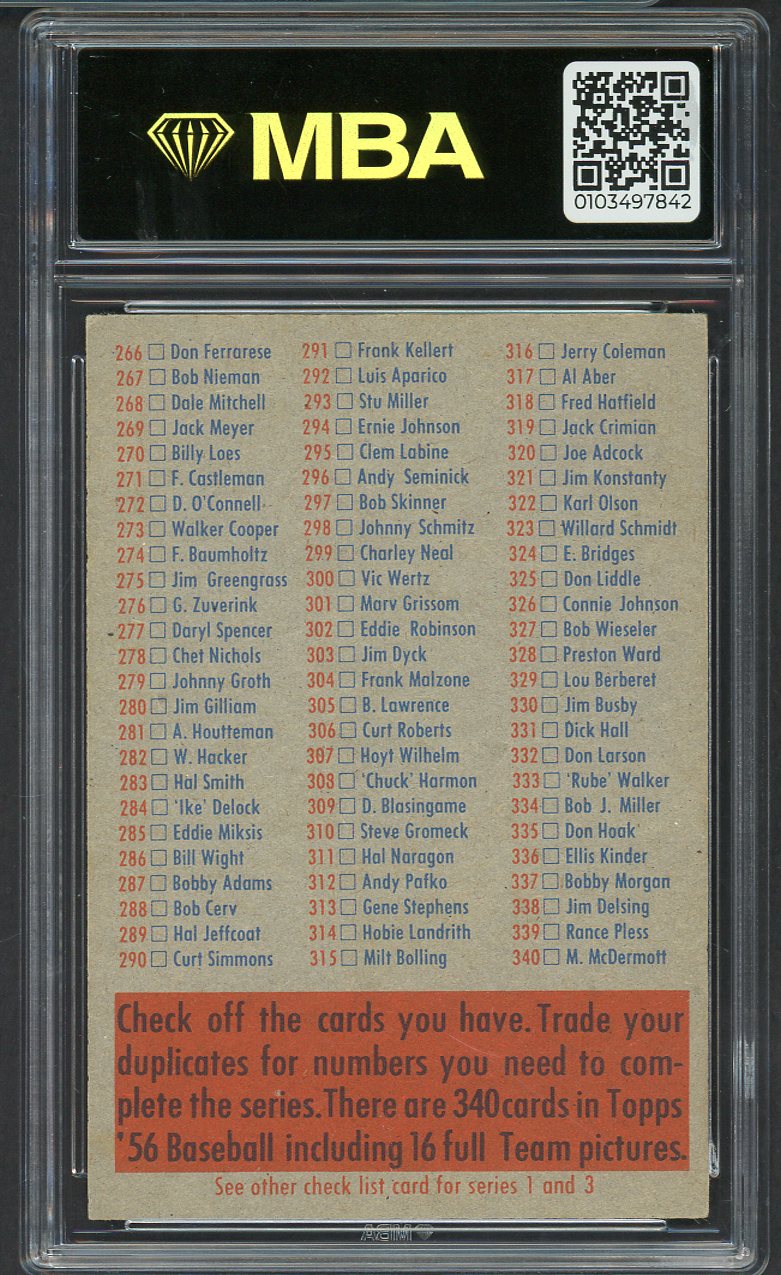 MBA
0103497842
266 Don Ferrarese
267 Bob Nieman
268 Dale Mitchell
269 Jack Meyer
270 Billy Loes
271 F. Castleman
272 D. O'Connell
273 Walker Cooper
274 F. Baumholtz
275 Jim Greengrass
276 G. Zuverink
277 Daryl Spencer
278 Chet Nichols
279 Johnny Groth
280 Jim Gilliam
281 A. Houtteman
282 W. Hacker
283 Hal Smith
284 'Ike' Delock
285 Eddie Miksis
286 Bill Wight
287 Bobby Adams
288 Bob Cerv
289 Hal Jeffcoat
290 Curt Simmons
291 Frank Kellert
292 Luis Aparico
293 Stu Miller
294 Ernie Johnson
295 Clem Labine
296 Andy Seminick
297 Bob Skinner
298 Johnny Schmitz
299 Charley Neal
300 Vic Wertz
301 Marv Grissom
302 Eddie Robinson
303 Jim Dyck
304 Frank Malzone
305 B. Lawrence
306 Curt Roberts
307 Hoyt Wilhelm
308 'Chuck' Harmon
309 D. Blasingame
310 Steve Gromeck
311 Hal Naragon
312 Andy Pafko
313 Gene Stephens
314 Hobie Landrith
315 Milt Bolling
316 Jerry Coleman
317 Al Aber
318 Fred Hatfield
319 Jack Crimian
320 Joe Adcock
321 Jim Konstanty
322 Karl Olson
323 Willard Schmidt
324 E. Bridges
325 Don Liddle
326 Connie Johnson
327 Bob Wieseler
328 Preston Ward
329 Lou Berberet
330 Jim Busby
331 Dick Hall
332 Don Larson
333 'Rube' Walker
334 Bob J. Miller
335 Don Hoak
336 Ellis Kinder
337 Bobby Morgan
338 Jim Delsing
339 Rance Pless
340 M. McDermott
Check off the cards you have. Trade your
duplicates for numbers you need to com-
plete the series. There are 340 cards in Topps
'56 Baseball including 16 full Team pictures.
See other check list card for series 1 and 3
MBA